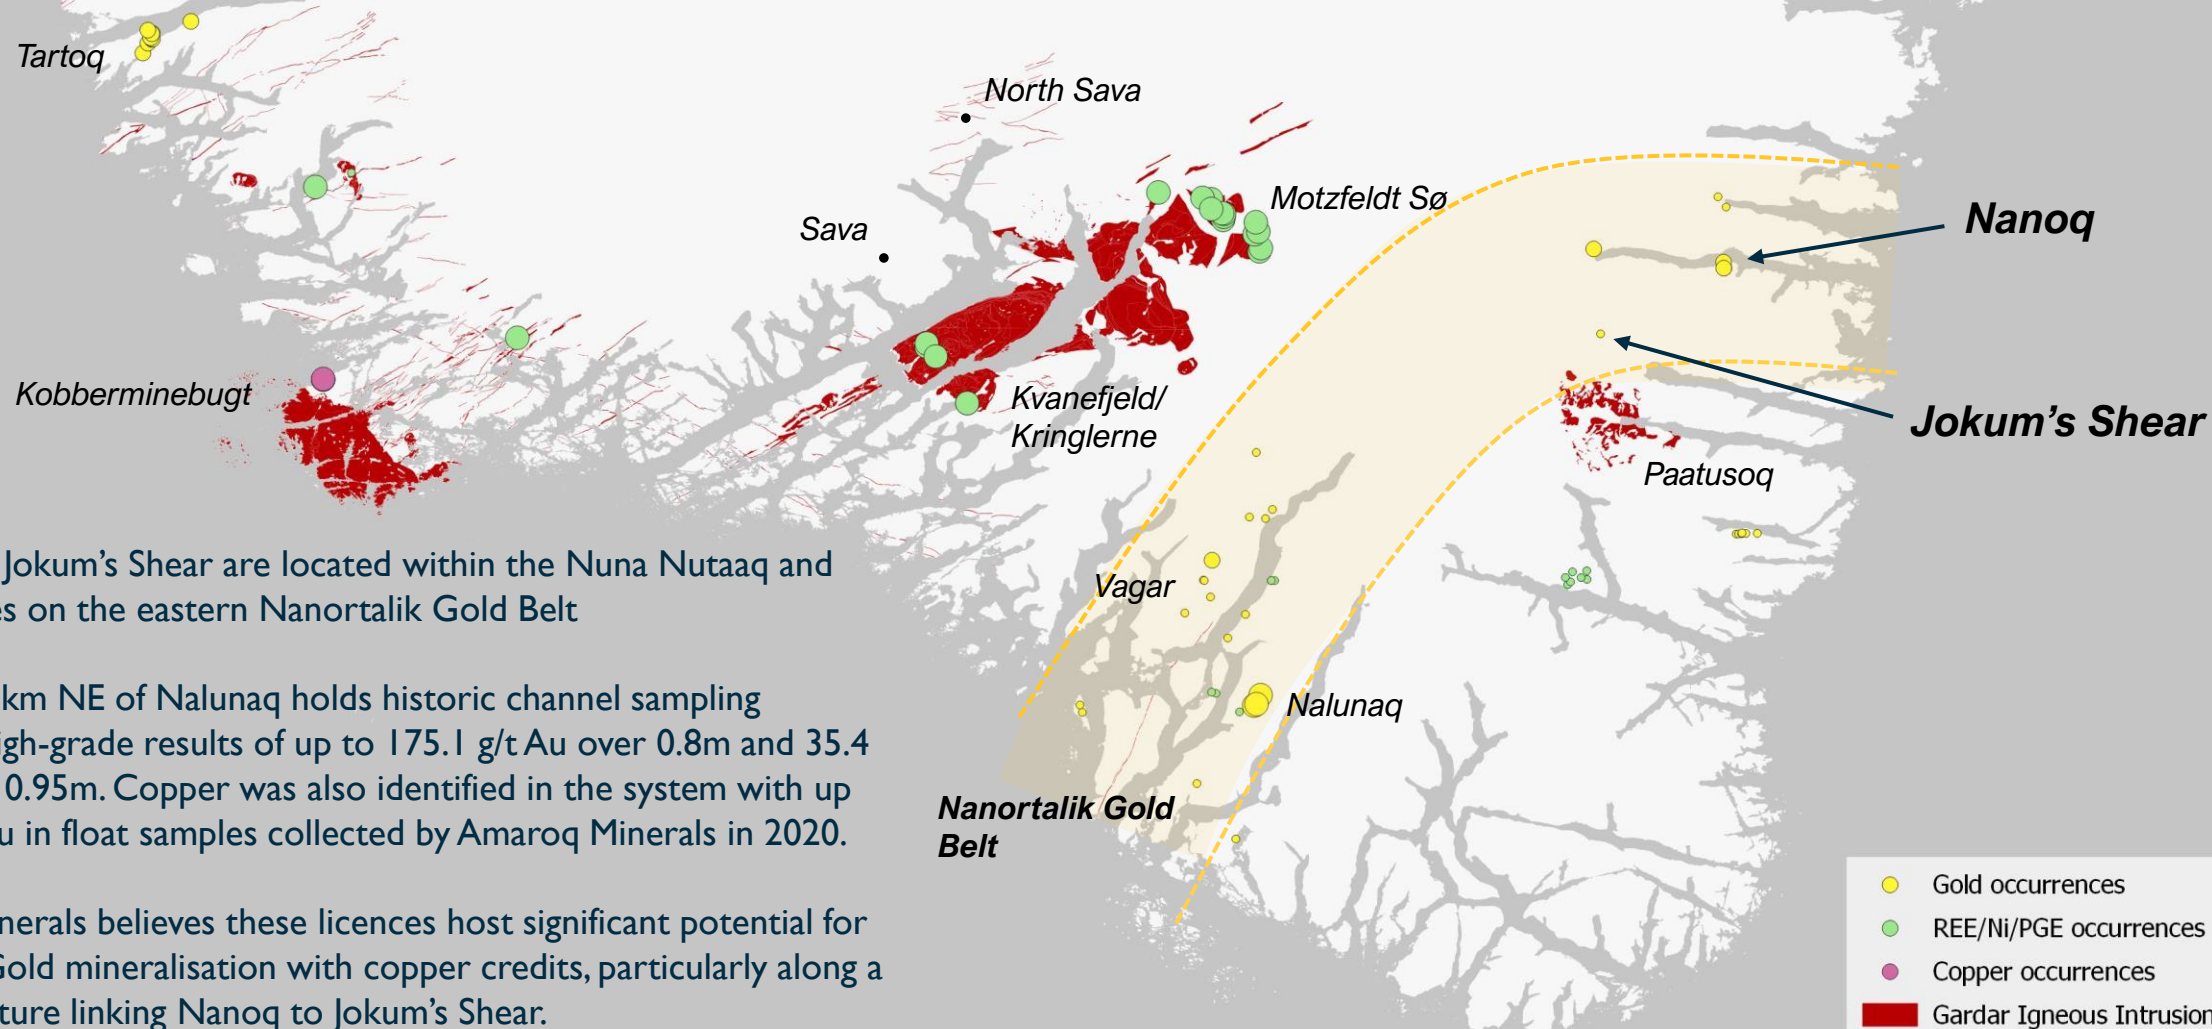 Tartoq
North Sava
Motzfeldt Sø
Sava
Nanoq
Kobberminebugt
Kvanefjeld/
Kringlerne
Jokum's Shear
Paatusoq
Vagar
Nalunaq
Nanortalik Gold
Belt
Jokum's Shear are located within the Nuna Nutaaq and
es on the eastern Nanortalik Gold Belt
km NE of Nalunaq holds historic channel sampling
igh-grade results of up to 175.1 g/t Au over 0.8m and 35.4
0.95m. Copper was also identified in the system with up
u in float samples collected by Amaroq Minerals in 2020.
nerals believes these licences host significant potential for
Gold mineralisation with copper credits, particularly along a
ture linking Nanoq to Jokum's Shear.
Gold occurrences
REE/Ni/PGE occurrences
Copper occurrences
Gardar Igneous Intrusion